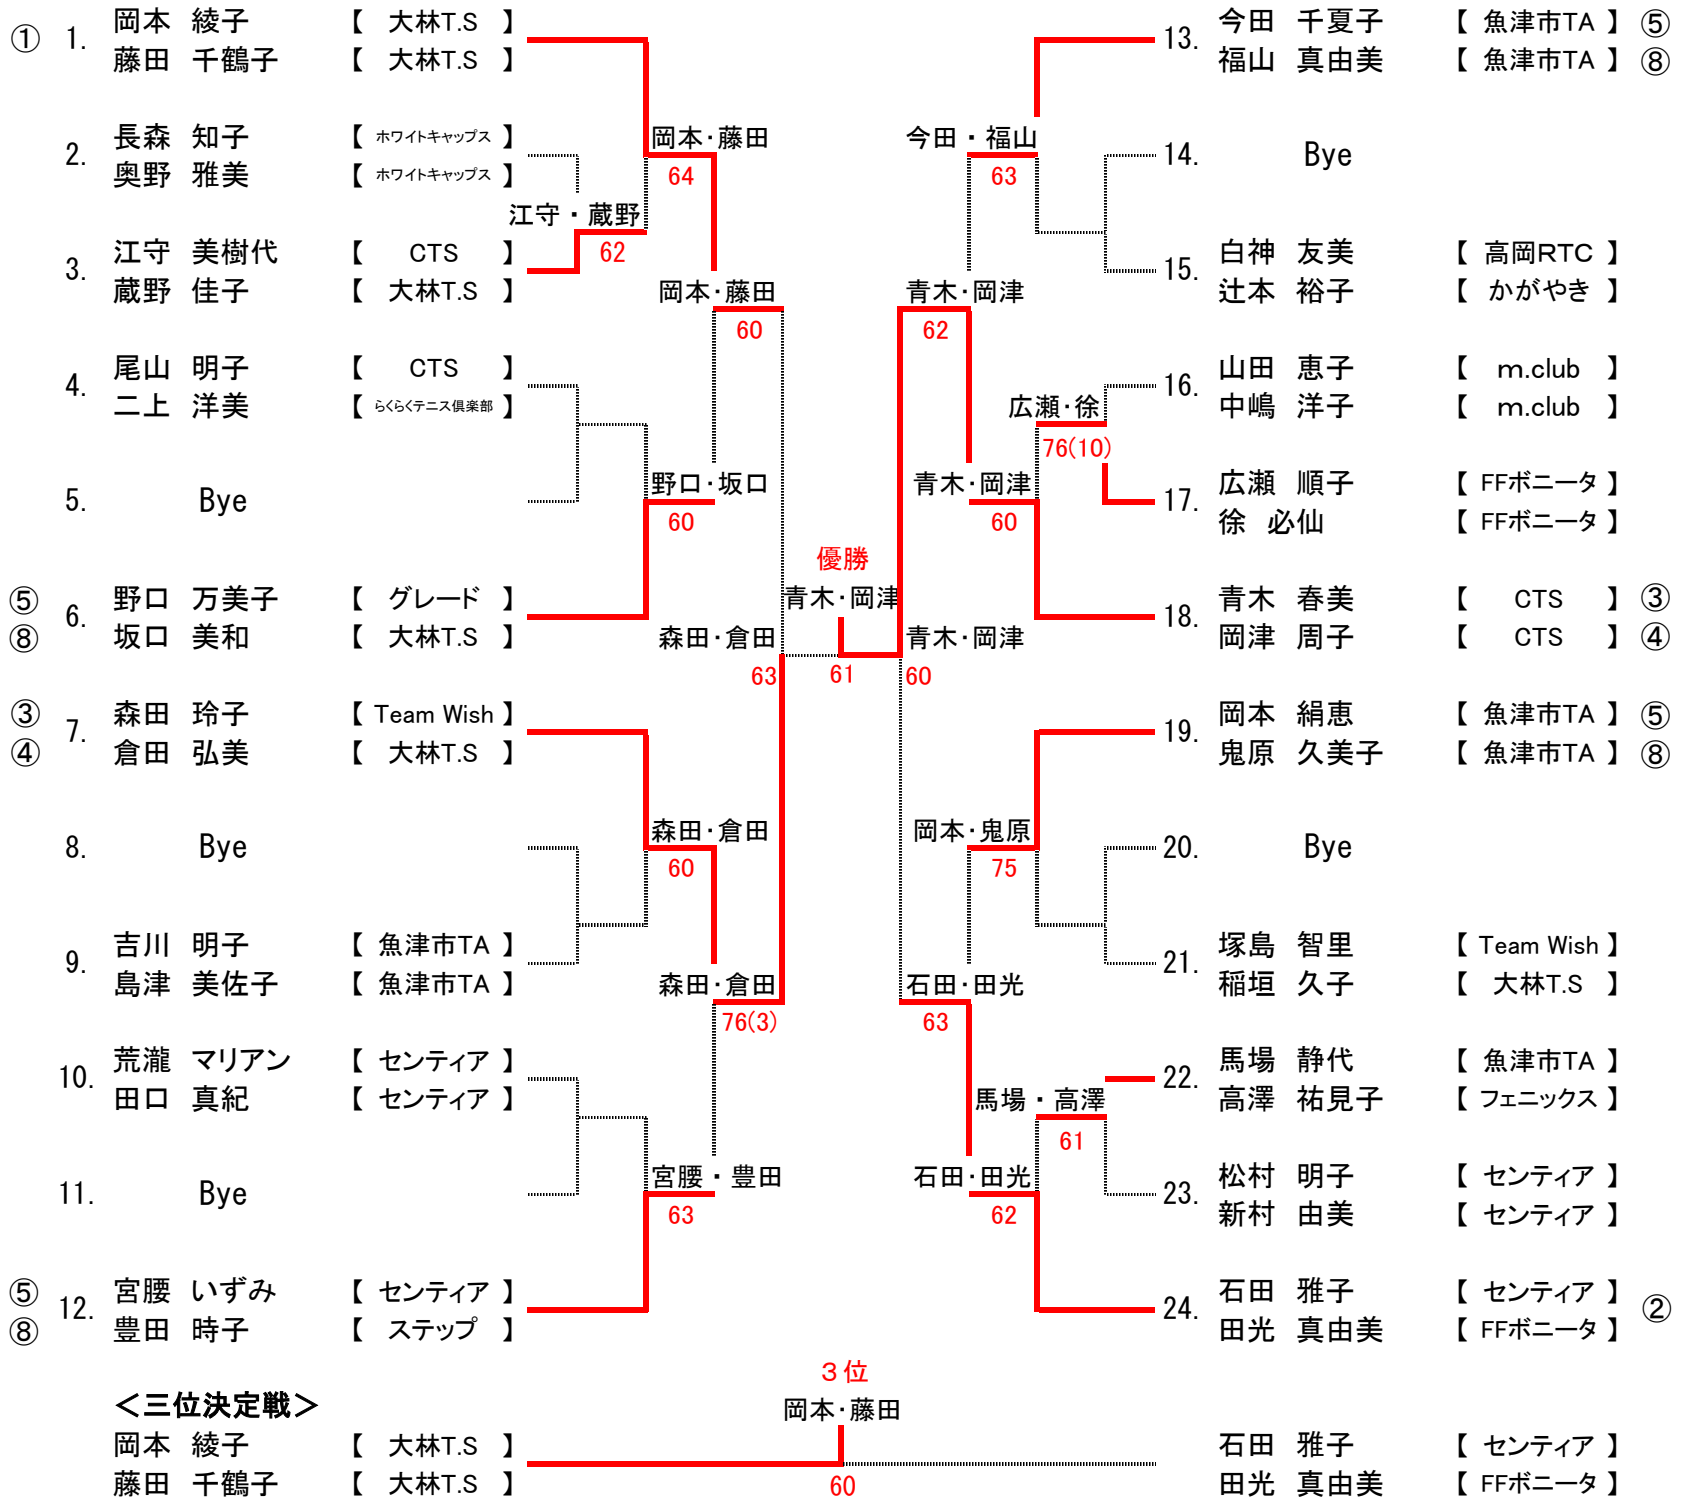 ① 1. 岡本 綾子 【 大林T.S 】
藤田 千鶴子 【 大林T.S 】
2. 長森 知子 【 ホワイトキャップス 】
奥野 雅美 【 ホワイトキャップス 】
岡本・藤田
64
江守・蔵野
62
3. 江守 美樹代 【 CTS 】
蔵野 佳子 【 大林T.S 】
岡本・藤田
60
4. 尾山 明子 【 CTS 】
二上 洋美 【 らくらくテニス倶楽部 】
5. Bye
野口・坂口
60
⑤ 6. 野口 万美子 【 グレード 】
⑧ 坂口 美和 【 大林T.S 】
森田・倉田
63
③ 7. 森田 玲子 【 Team Wish 】
④ 倉田 弘美 【 大林T.S 】
8. Bye
森田・倉田
60
9. 吉川 明子 【 魚津市TA 】
島津 美佐子 【 魚津市TA 】
森田・倉田
76(3)
10. 荒瀧 マリアン 【 センティア 】
田口 真紀 【 センティア 】
11. Bye
宮腰・豊田
63
⑤ 12. 宮腰 いずみ 【 センティア 】
⑧ 豊田 時子 【 ステップ 】
優勝
青木・岡津
61
13. 今田 千夏子 【 魚津市TA 】 ⑤
福山 真由美 【 魚津市TA 】 ⑧
今田・福山
63
14. Bye
15. 白神 友美 【 高岡RTC 】
辻本 裕子 【 かがやき 】
青木・岡津
62
16. 山田 恵子 【 m.club 】
中嶋 洋子 【 m.club 】
広瀬・徐
76(10)
17. 広瀬 順子 【 FFボニータ 】
徐 必仙 【 FFボニータ 】
青木・岡津
60
18. 青木 春美 【 CTS 】 ③
岡津 周子 【 CTS 】 ④
青木・岡津
60
19. 岡本 絹恵 【 魚津市TA 】 ⑤
鬼原 久美子 【 魚津市TA 】 ⑧
岡本・鬼原
75
20. Bye
21. 塚島 智里 【 Team Wish 】
稲垣 久子 【 大林T.S 】
石田・田光
63
22. 馬場 静代 【 魚津市TA 】
高澤 祐見子 【 フェニックス 】
馬場・高澤
61
23. 松村 明子 【 センティア 】
新村 由美 【 センティア 】
石田・田光
62
24. 石田 雅子 【 センティア 】 ②
田光 真由美 【 FFボニータ 】
＜三位決定戦＞
3位
岡本・藤田
60
岡本 綾子 【 大林T.S 】
藤田 千鶴子 【 大林T.S 】
石田 雅子 【 センティア 】
田光 真由美 【 FFボニータ 】